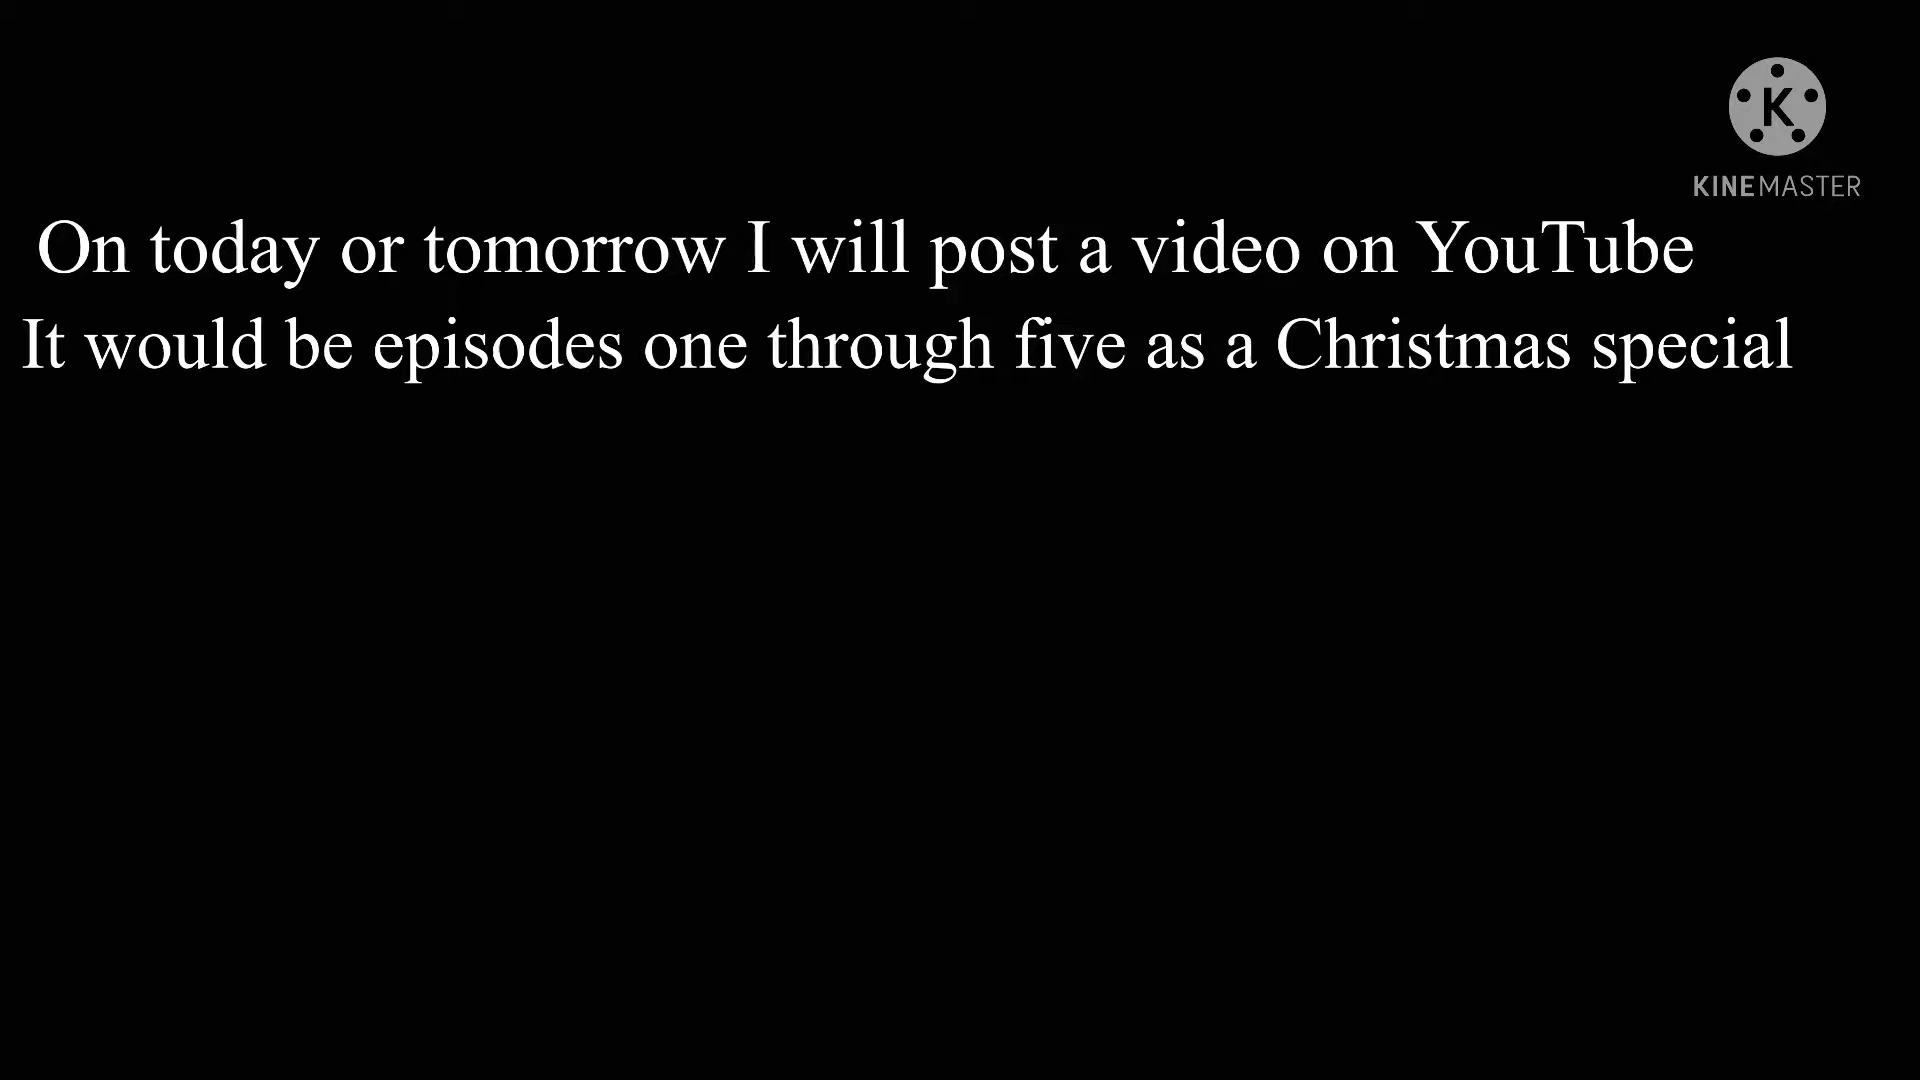 K
KINEMASTER
On today or tomorrow I will post a video on YouTube
It would be episodes one through five as a Christmas special